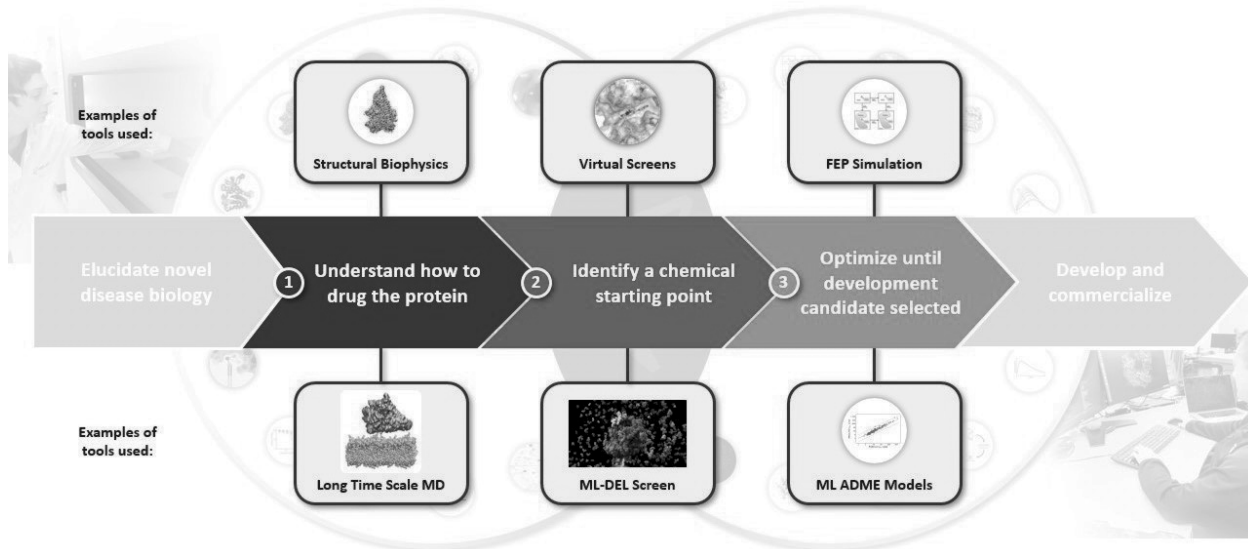 Examples of
tools used:
Structural Biophysics
Virtual Screens
FEP Simulation
Elucidate novel
disease biology
1
Understand how to
drug the protein
2
Identify a chemical
starting point
3
Optimize until
development
candidate selected
Develop and
commercialize
Examples of
tools used:
Long Time Scale MD
ML-DEL Screen
ML ADME Models